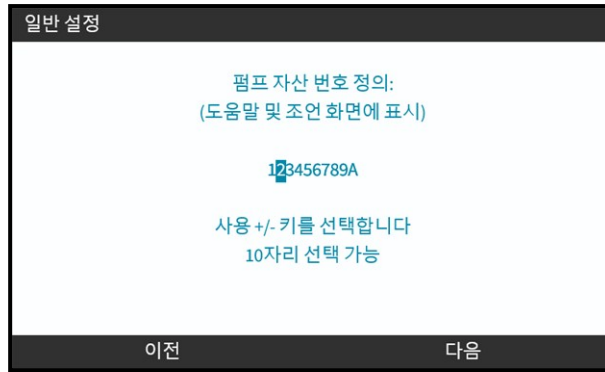 일반 설정
펌프 자산 번호 정의:
(도움말 및 조언 화면에 표시)
123456789A
사용 +/- 키를 선택합니다
10자리 선택 가능
이전 다음